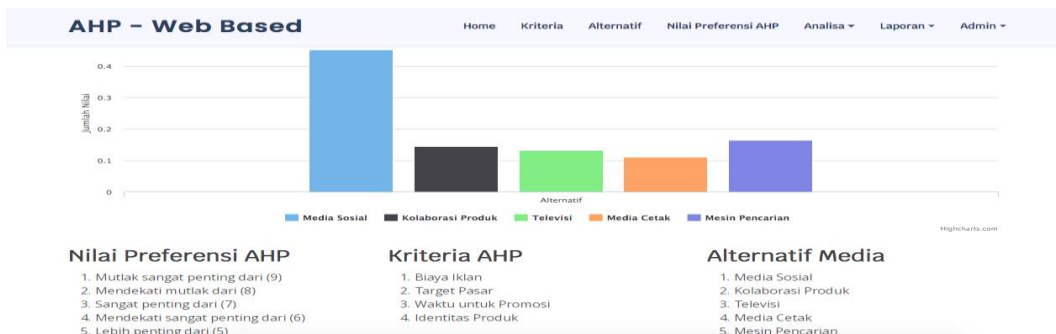 AHP - Web Based
Home Kriteria Alternatif Nilai Preferensi AHP Analisa Laporan Admin
0.4
0.3
0.2
0.1
0
Jumlah Nilai
Alternatif
Media Sosial Kolaborasi Produk Televisi Media Cetak Mesin Pencarian
Highcharts.com
Nilai Preferensi AHP
1. Mutlak sangat penting dari (9)
2. Mendekati mutlak dari (8)
3. Sangat penting dari (7)
4. Mendekati sangat penting dari (6)
5. Lebih penting dari (5)
Kriteria AHP
1. Biaya Iklan
2. Target Pasar
3. Waktu untuk Promosi
4. Identitas Produk
Alternatif Media
1. Media Sosial
2. Kolaborasi Produk
3. Televisi
4. Media Cetak
5. Mesin Pencarian